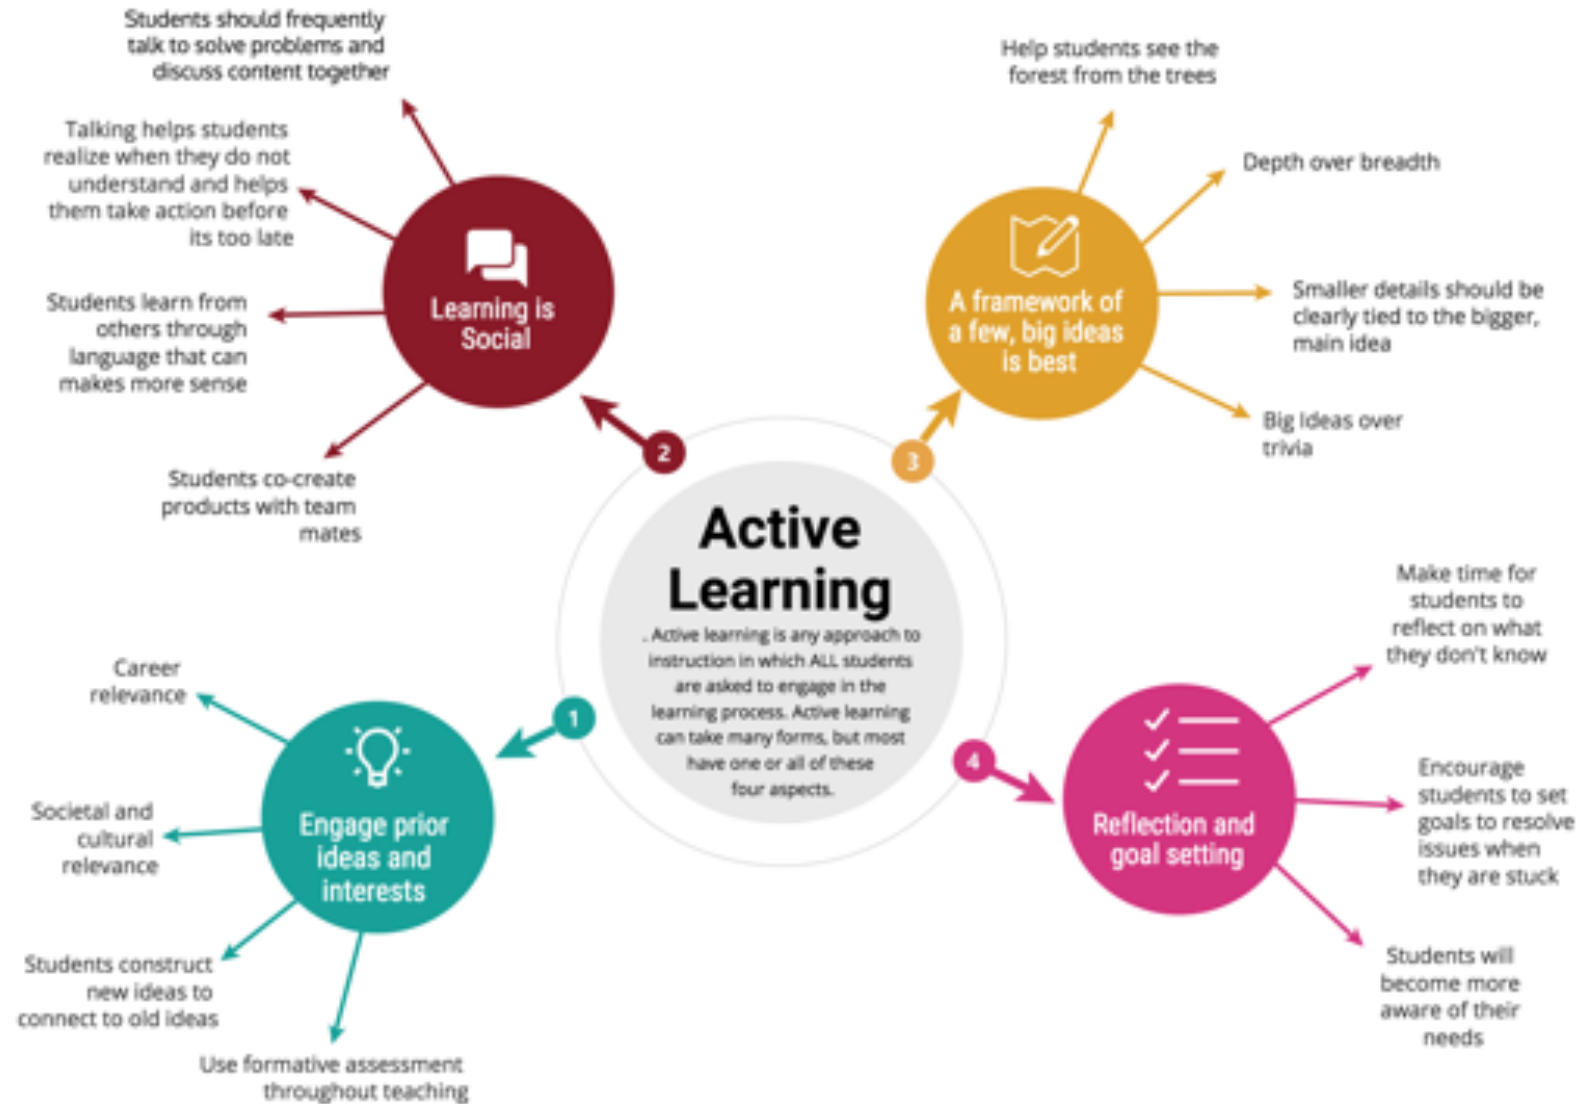 Active
Learning
. Active learning is any approach to
instruction in which ALL students
are asked to engage in the
learning process. Active learning
can take many forms, but most
have one or all of these
four aspects.
1
Engage prior
ideas and
interests
Career
relevance
Societal and
cultural
relevance
Students construct
new ideas to
connect to old ideas
Use formative assessment
throughout teaching
2
Learning is
Social
Students should frequently
talk to solve problems and
discuss content together
Talking helps students
realize when they do not
understand and helps
them take action before
its too late
Students learn from
others through
language that can
makes more sense
Students co-create
products with team
mates
3
A framework of
a few, big ideas
is best
Help students see the
forest from the trees
Depth over breadth
Smaller details should be
clearly tied to the bigger,
main idea
Big Ideas over
trivia
4
Reflection and
goal setting
Make time for
students to
reflect on what
they don't know
Encourage
students to set
goals to resolve
issues when
they are stuck
Students will
become more
aware of their
needs